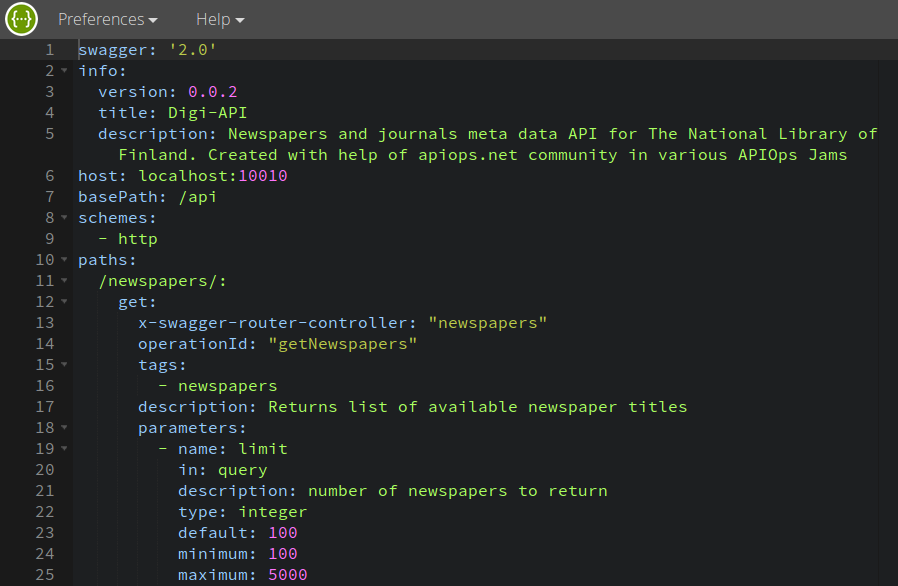 {···} Preferences Help
1 swagger: '2.0'
2 info:
3 version: 0.0.2
4 title: Digi-API
5 description: Newspapers and journals meta data API for The National Library of
Finland. Created with help of apiops.net community in various APIOps Jams
6 host: localhost:10010
7 basePath: /api
8 schemes:
9 - http
10 paths:
11 /newspapers/:
12 get:
13 x-swagger-router-controller: "newspapers"
14 operationId: "getNewspapers"
15 tags:
16 - newspapers
17 description: Returns list of available newspaper titles
18 parameters:
19 - name: limit
20 in: query
21 description: number of newspapers to return
22 type: integer
23 default: 100
24 minimum: 100
25 maximum: 5000